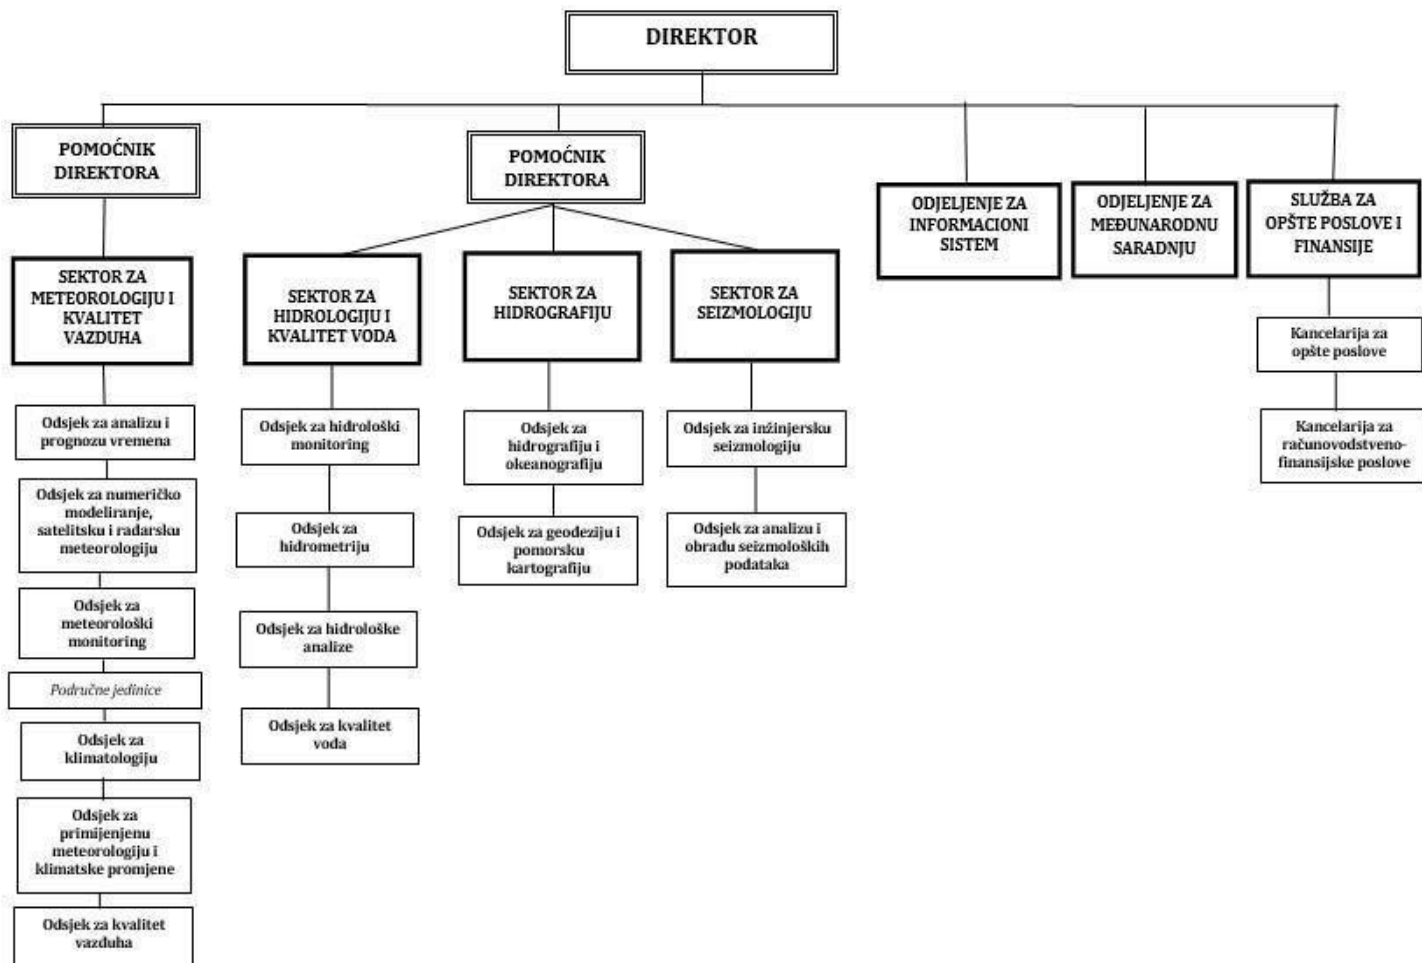 DIREKTOR
POMOĆNIK
DIREKTORA
POMOĆNIK
DIREKTORA
ODJELJENJE ZA
INFORMACIONI
SISTEM
ODJELJENJE ZA
MEĐUNARODNU
SARADNJU
SLUŽBA ZA
OPŠTE POSLOVE I
FINANSIJE
SEKTOR ZA
METEOROLOGIJU I
KVALITET
VAZDUHA
SEKTOR ZA
HIDROLOGIJU I
KVALITET VODA
SEKTOR ZA
HIDROGRAFIJU
SEKTOR ZA
SEIZMOLOGIJU
Kancelarija za
opšte poslove
Kancelarija za
računovodstveno-
finansijske poslove
Odsjek za analizu i
prognozu vremena
Odsjek za numeričko
modeliranje,
satelitsku i radarsku
meteorologiju
Odsjek za
meteorološki
monitoring
Područne jedinice
Odsjek za
klimatologiju
Odsjek za
primijenjenu
meteorologiju i
klimatske promjene
Odsjek za kvalitet
vazduha
Odsjek za hidrološki
monitoring
Odsjek za
hidrometriju
Odsjek za hidrološke
analize
Odsjek za kvalitet
voda
Odsjek za
hidrografiju i
okeanografiju
Odsjek za geodeziju i
pomorsku
kartografiju
Odsjek za inžinjersku
seizmologiju
Odsjek za analizu i
obradu seizmoloških
podataka